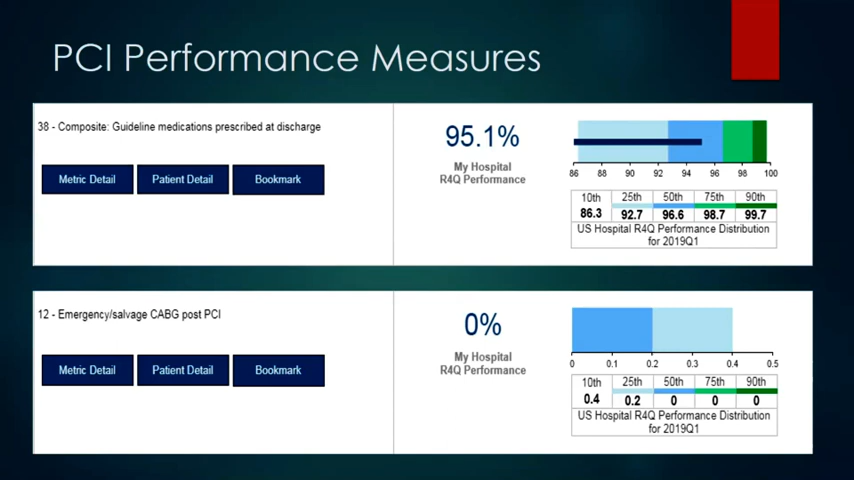 PCI Performance Measures
38 - Composite: Guideline medications prescribed at discharge
Metric Detail Patient Detail Bookmark
95.1%
My Hospital
R4Q Performance
86 88 90 92 94 96 98 100
10th 25th 50th 75th 90th
86.3 92.7 96.6 98.7 99.7
US Hospital R4Q Performance Distribution
for 2019Q1
12 - Emergency/salvage CABG post PCI
Metric Detail Patient Detail Bookmark
0%
My Hospital
R4Q Performance
0 0.1 0.2 0.3 0.4 0.5
10th 25th 50th 75th 90th
0.4 0.2 0 0 0
US Hospital R4Q Performance Distribution
for 2019Q1